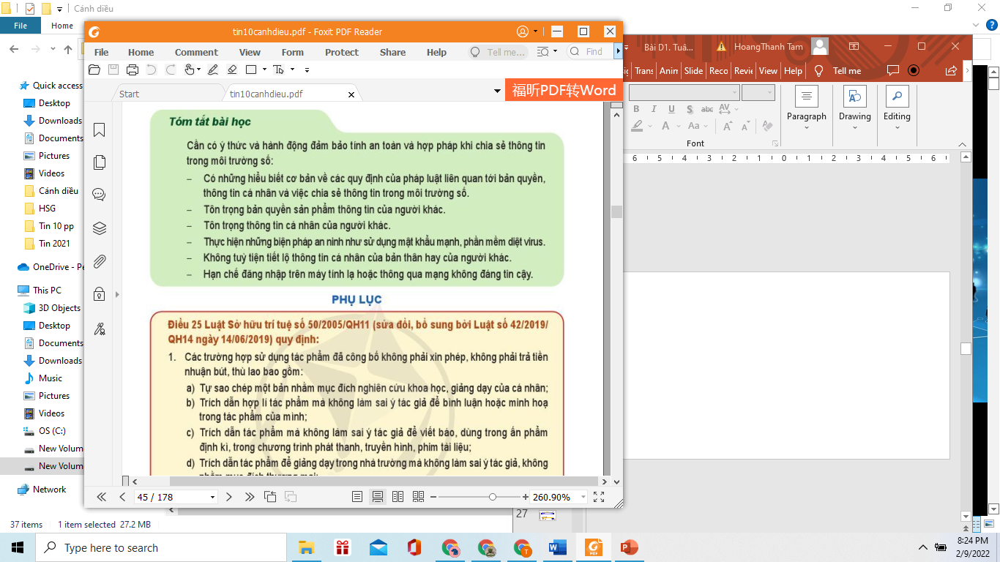 Cánh diều
File
Home
Quick access
Desktop
Downloads
Documents
Pictures
Videos
Cánh diều
HSG
Tin 10 pp
Tin 2021
OneDrive - Pe
This PC
3D Objects
Desktop
Documents
Downloads
Music
Pictures
Videos
OS (C:)
New Volum
New Volum
Network
37 items 1 item selected 27.2 MB
tin10canhdieu.pdf - Foxit PDF Reader
File Home Comment View Form Protect Share Help Tell me... Find
Start
tin10canhdieu.pdf
福昕PDF转Word
Tóm tắt bài học
Cần có ý thức và hành động đảm bảo tính an toàn và hợp pháp khi chia sẻ thông tin
trong môi trường số:
– Có những hiểu biết cơ bản về các quy định của pháp luật liên quan tới bản quyền,
thông tin cá nhân và việc chia sẻ thông tin trong môi trường số.
– Tôn trọng bản quyền sản phẩm thông tin của người khác.
– Tôn trọng thông tin cá nhân của người khác.
– Thực hiện những biện pháp an ninh như sử dụng mật khẩu mạnh, phần mềm diệt virus.
– Không tuỳ tiện tiết lộ thông tin cá nhân của bản thân hay của người khác.
– Hạn chế đăng nhập trên máy tính lạ hoặc thông qua mạng không đáng tin cậy.
PHỤ LỤC
Điều 25 Luật Sở hữu trí tuệ số 50/2005/QH11 (sửa đổi, bổ sung bởi Luật số 42/2019/
QH14 ngày 14/06/2019) quy định:
1. Các trường hợp sử dụng tác phẩm đã công bố không phải xin phép, không phải trả tiền
nhuận bút, thù lao bao gồm:
a) Tự sao chép một bản nhằm mục đích nghiên cứu khoa học, giảng dạy của cá nhân;
b) Trích dẫn hợp lí tác phẩm mà không làm sai ý tác giả để bình luận hoặc minh hoạ
trong tác phẩm của mình;
c) Trích dẫn tác phẩm mà không làm sai ý tác giả để viết báo, dùng trong ấn phẩm
định kì, trong chương trình phát thanh, truyền hình, phim tài liệu;
d) Trích dẫn tác phẩm để giảng dạy trong nhà trường mà không làm sai ý tác giả, không
45 / 178
260.90%
Bài D1. Tuâ...
HoangThanh Tam
Trans Anin Slide Reco Revie View Help Tell me
B I U S abc AV
A Aa A A
Font
Paragraph
Drawing
Editing
6 5 4 3 2 1 0 1 2 3 4 5 6
27
Type here to search
8:24 PM
2/9/2022